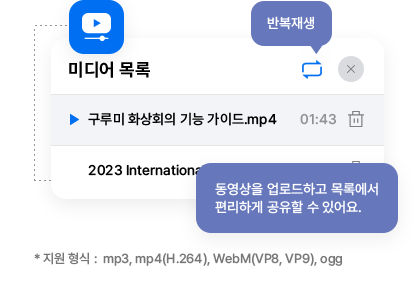 반복재생
미디어 목록
구루미 화상회의 기능 가이드.mp4 01:43
2023 Internationa
동영상을 업로드하고 목록에서
편리하게 공유할 수 있어요.
* 지원 형식 : mp3, mp4(H.264), WebM(VP8, VP9), ogg